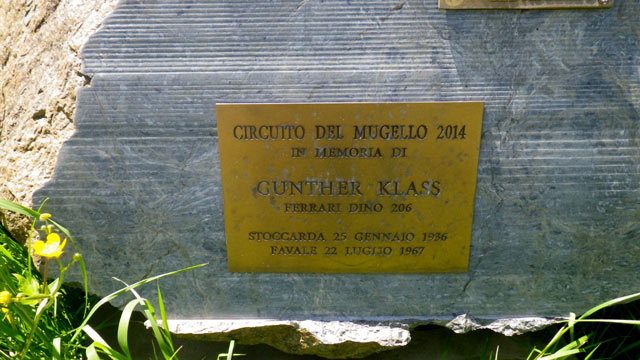 CIRCUITO DEL MUGELLO 2014
IN MEMORIA DI
GUNTHER KLASS
FERRARI DINO 206
STOCCARDA 25 GENNAIO 1936
FAVALE 22 LUGLIO 1967